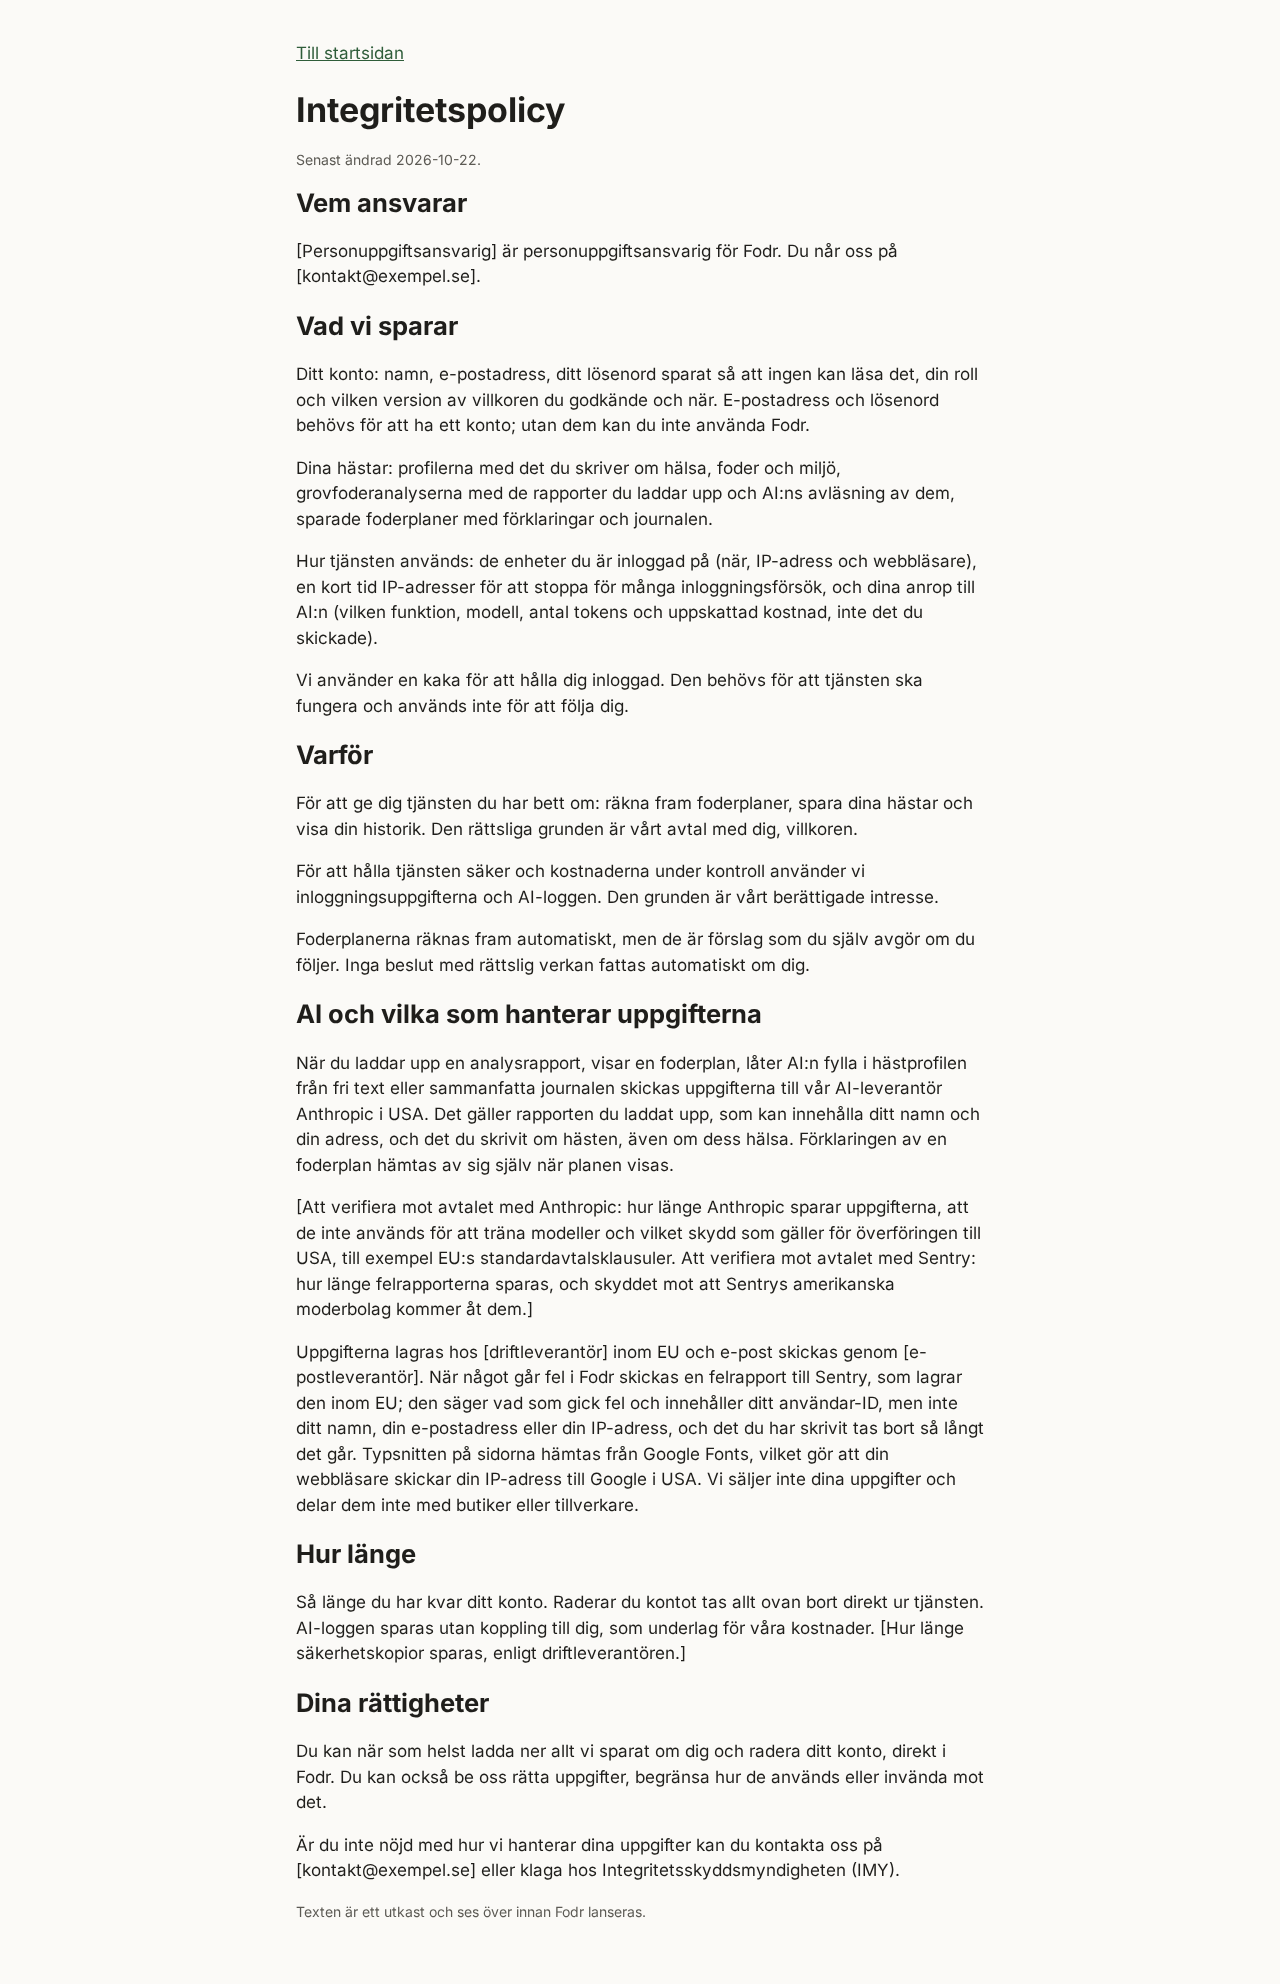 Till startsidan
Integritetspolicy
Senast ändrad 2026-10-22.
Vem ansvarar
[Personuppgiftsansvarig] är personuppgiftsansvarig för Fodr. Du når oss på
[kontakt@exempel.se].
Vad vi sparar
Ditt konto: namn, e-postadress, ditt lösenord sparat så att ingen kan läsa det, din roll
och vilken version av villkoren du godkände och när. E-postadress och lösenord
behövs för att ha ett konto; utan dem kan du inte använda Fodr.
Dina hästar: profilerna med det du skriver om hälsa, foder och miljö,
grovfoderanalyserna med de rapporter du laddar upp och AI:ns avläsning av dem,
sparade foderplaner med förklaringar och journalen.
Hur tjänsten används: de enheter du är inloggad på (när, IP-adress och webbläsare),
en kort tid IP-adresser för att stoppa för många inloggningsförsök, och dina anrop till
AI:n (vilken funktion, modell, antal tokens och uppskattad kostnad, inte det du
skickade).
Vi använder en kaka för att hålla dig inloggad. Den behövs för att tjänsten ska
fungera och används inte för att följa dig.
Varför
För att ge dig tjänsten du har bett om: räkna fram foderplaner, spara dina hästar och
visa din historik. Den rättsliga grunden är vårt avtal med dig, villkoren.
För att hålla tjänsten säker och kostnaderna under kontroll använder vi
inloggningsuppgifterna och AI-loggen. Den grunden är vårt berättigade intresse.
Foderplanerna räknas fram automatiskt, men de är förslag som du själv avgör om du
följer. Inga beslut med rättslig verkan fattas automatiskt om dig.
AI och vilka som hanterar uppgifterna
När du laddar upp en analysrapport, visar en foderplan, låter AI:n fylla i hästprofilen
från fri text eller sammanfatta journalen skickas uppgifterna till vår AI-leverantör
Anthropic i USA. Det gäller rapporten du laddat upp, som kan innehålla ditt namn och
din adress, och det du skrivit om hästen, även om dess hälsa. Förklaringen av en
foderplan hämtas av sig själv när planen visas.
[Att verifiera mot avtalet med Anthropic: hur länge Anthropic sparar uppgifterna, att
de inte används för att träna modeller och vilket skydd som gäller för överföringen till
USA, till exempel EU:s standardavtalsklausuler. Att verifiera mot avtalet med Sentry:
hur länge felrapporterna sparas, och skyddet mot att Sentrys amerikanska
moderbolag kommer åt dem.]
Uppgifterna lagras hos [driftleverantör] inom EU och e-post skickas genom [e-
postleverantör]. När något går fel i Fodr skickas en felrapport till Sentry, som lagrar
den inom EU; den säger vad som gick fel och innehåller ditt användar-ID, men inte
ditt namn, din e-postadress eller din IP-adress, och det du har skrivit tas bort så långt
det går. Typsnitten på sidorna hämtas från Google Fonts, vilket gör att din
webbläsare skickar din IP-adress till Google i USA. Vi säljer inte dina uppgifter och
delar dem inte med butiker eller tillverkare.
Hur länge
Så länge du har kvar ditt konto. Raderar du kontot tas allt ovan bort direkt ur tjänsten.
AI-loggen sparas utan koppling till dig, som underlag för våra kostnader. [Hur länge
säkerhetskopior sparas, enligt driftleverantören.]
Dina rättigheter
Du kan när som helst ladda ner allt vi sparat om dig och radera ditt konto, direkt i
Fodr. Du kan också be oss rätta uppgifter, begränsa hur de används eller invända mot
det.
Är du inte nöjd med hur vi hanterar dina uppgifter kan du kontakta oss på
[kontakt@exempel.se] eller klaga hos Integritetsskyddsmyndigheten (IMY).
Texten är ett utkast och ses över innan Fodr lanseras.